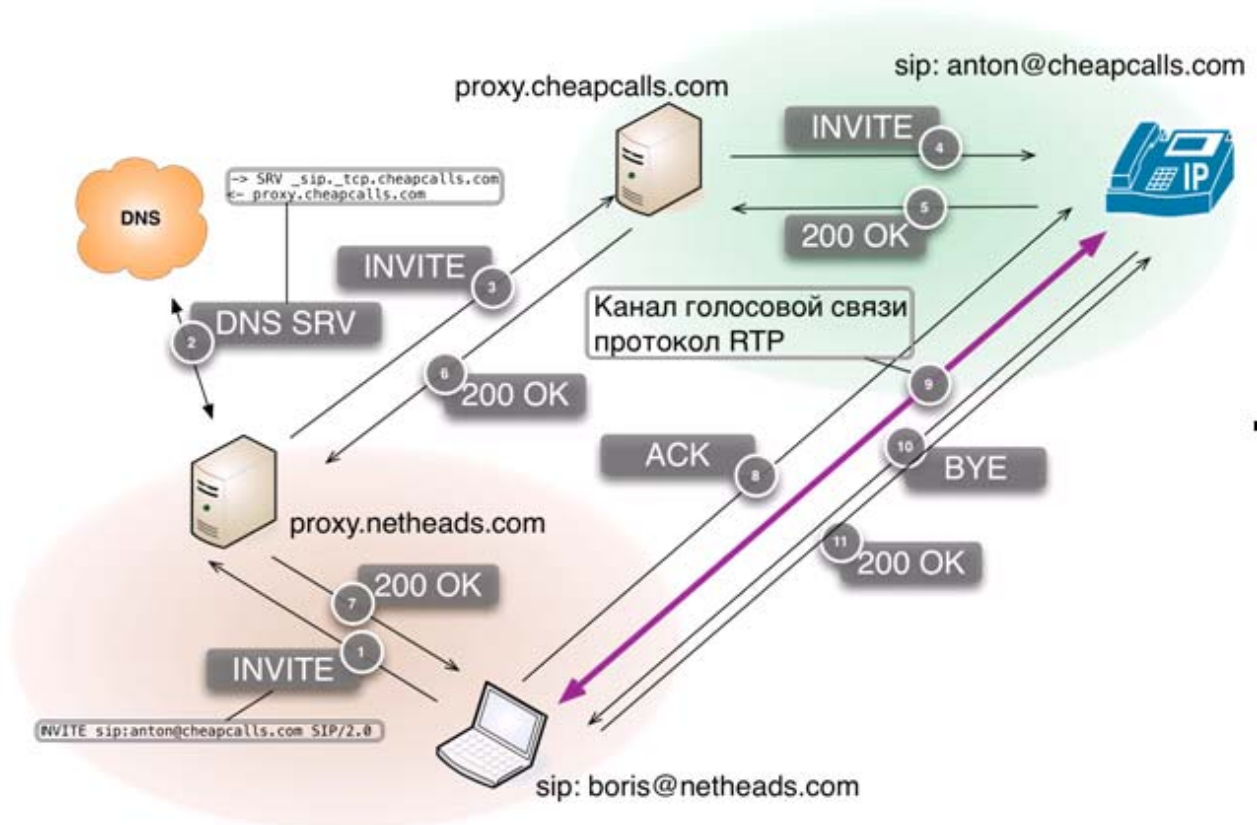 sip: anton@cheapcalls.com
proxy.cheapcalls.com
INVITE
4
IP
-> SRV _sip._tcp.cheapcalls.com
<- proxy.cheapcalls.com
DNS
5
200 OK
INVITE
3
Канал голосовой связи
протокол RTP
2
DNS SRV
6
200 OK
9
ACK
8
10
BYE
proxy.netheads.com
11
200 OK
200 OK
7
INVITE
1
INVITE sip:anton@cheapcalls.com SIP/2.0
sip: boris@netheads.com